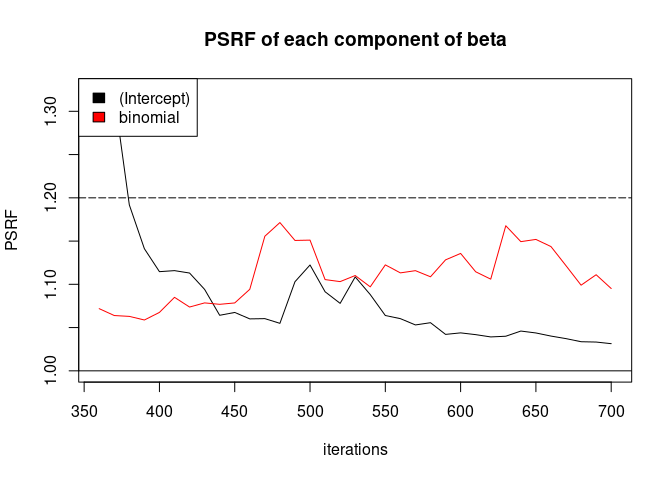 PSRF of each component of beta
(Intercept)
binomial
PSRF
1.30
1.20
1.10
1.00
350 400 450 500 550 600 650 700
iterations